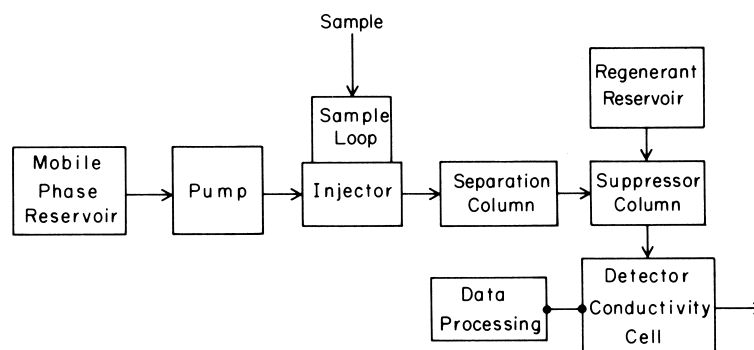 Sample
Regenerant
Reservoir
Sample
Loop
Mobile
Phase
Reservoir
Pump
Injector
Separation
Column
Suppressor
Column
Data
Processing
Detector
Conductivity
Cell